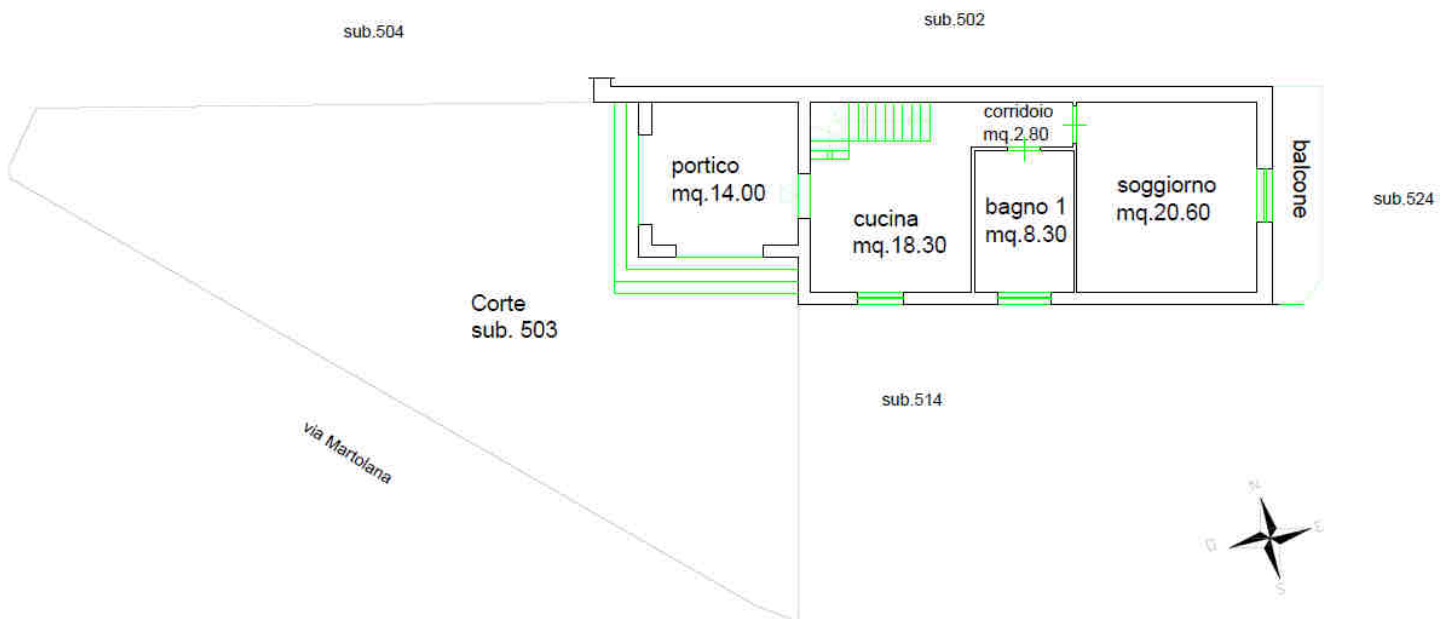 sub.504
sub.502
corridoio
mq.2.80
portico
mq.14.00
cucina
mq.18.30
bagno 1
mq.8.30
soggiorno
mq.20.60
balcone
sub.524
Corte
sub. 503
via Martolana
sub.514
N
E
O
S